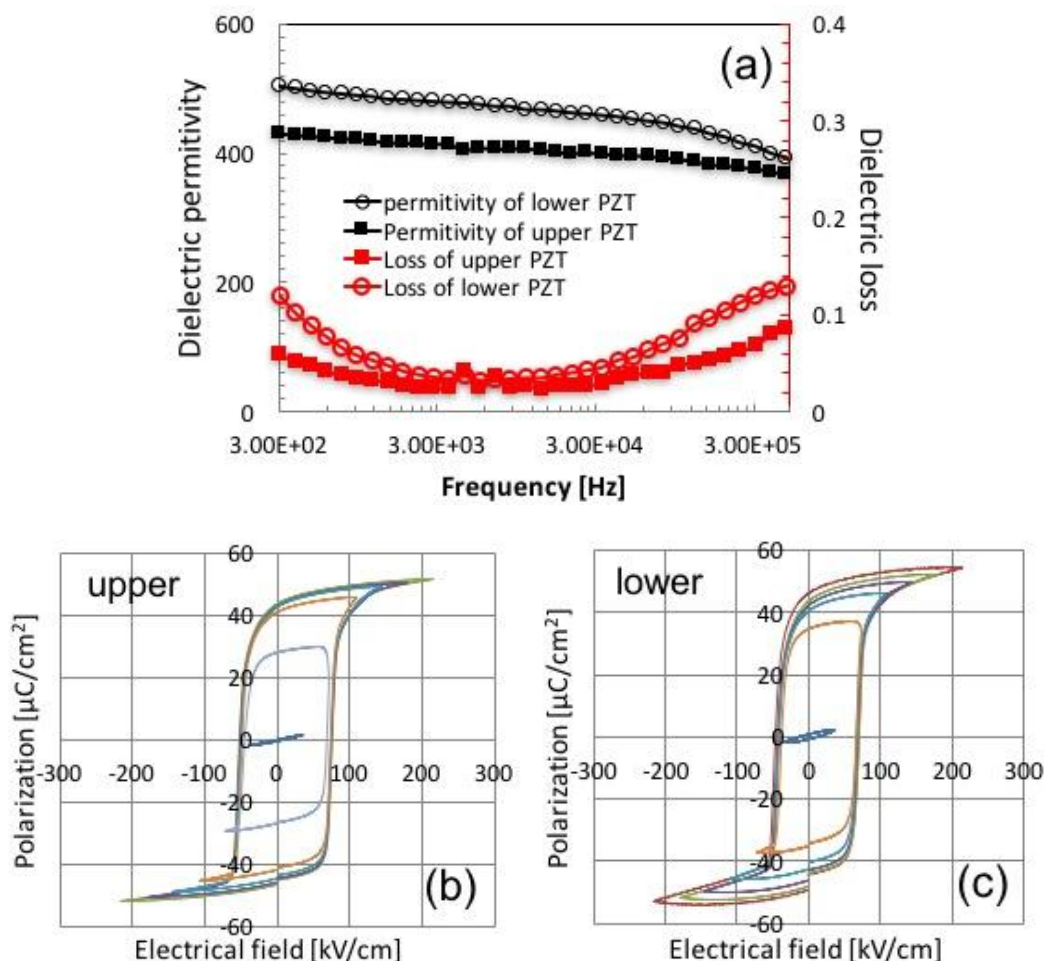 600
0.4
(a)
0.3
400
0.2
200
0.1
0
0
Dielectric permitivity
Dielectric loss
permitivity of lower PZT
Permitivity of upper PZT
Loss of upper PZT
Loss of lower PZT
3.00E+02 3.00E+03 3.00E+04 3.00E+05
Frequency [Hz]
upper
60
40
20
0
-300 -200 -100 0 100 200 300
-20
-40
-60
(b)
Polarization [µC/cm²]
Electrical field [kV/cm]
lower
60
40
20
0
-300 -200 -100 0 100 200 300
-20
-40
-60
(c)
Polarization [µC/cm²]
Electrical field [kV/cm]